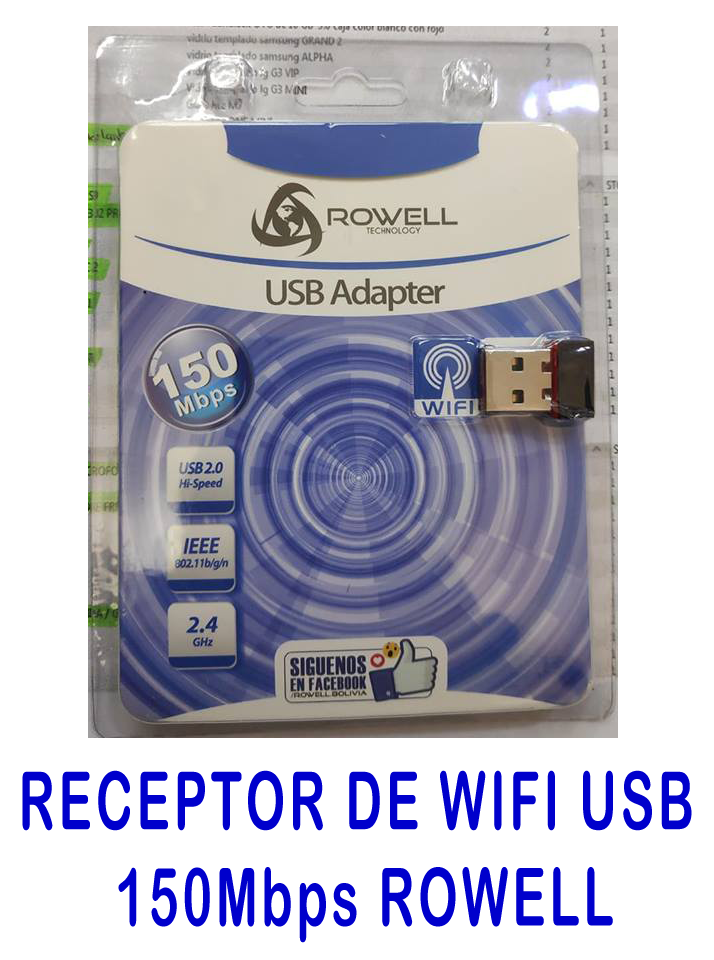 vidrio templado samsung GRAND 2
vidrio templado samsung ALPHA
lg G3 VIP
lg G3 MINI
ROWELL
TECHNOLOGY
USB Adapter
150
Mbps
WIFI
USB 2.0
Hi-Speed
IEEE
802.11b/g/n
2.4
GHz
SIGUENOS
EN FACEBOOK
/ROWELL.BOLIVIA
RECEPTOR DE WIFI USB
150Mbps ROWELL